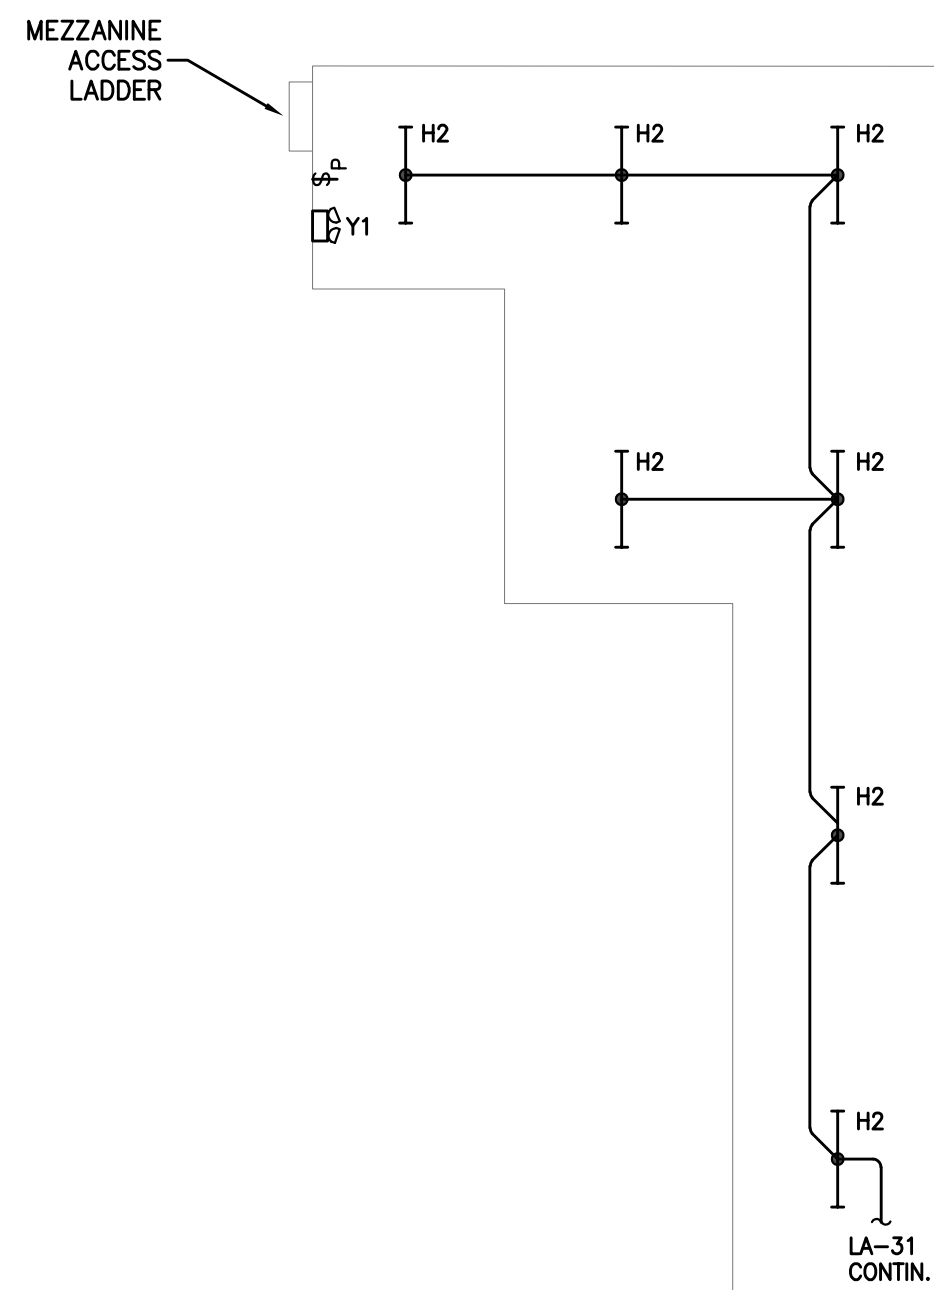 MEZZANINE
ACCESS
LADDER
H2
H2
H2
$
P
Y1
H2
H2
H2
H2
LA-31
CONTIN.